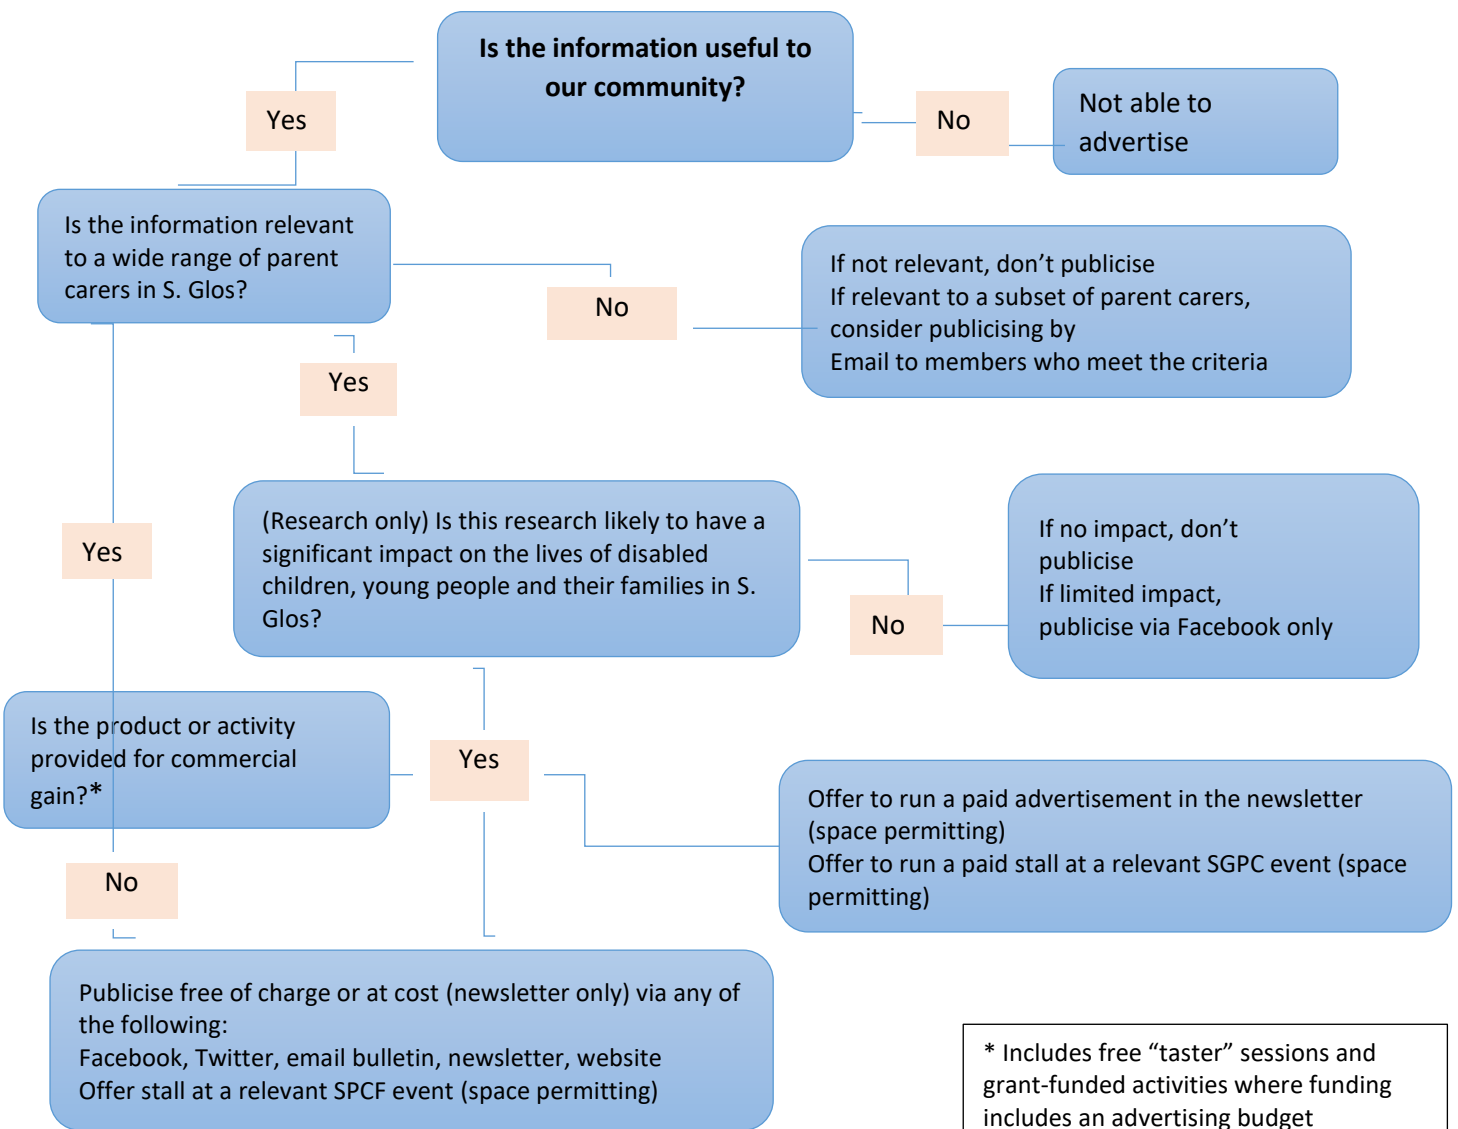 Is the information useful to
our community?
Yes
No
Not able to
advertise
Is the information relevant
to a wide range of parent
carers in S. Glos?
No
If not relevant, don’t publicise
If relevant to a subset of parent carers,
consider publicising by
Email to members who meet the criteria
Yes
Yes
(Research only) Is this research likely to have a
significant impact on the lives of disabled
children, young people and their families in S.
Glos?
No
If no impact, don’t
publicise
If limited impact,
publicise via Facebook only
Is the product or activity
provided for commercial
gain?*
Yes
Offer to run a paid advertisement in the newsletter
(space permitting)
Offer to run a paid stall at a relevant SGPC event (space
permitting)
No
Publicise free of charge or at cost (newsletter only) via any of
the following:
Facebook, Twitter, email bulletin, newsletter, website
Offer stall at a relevant SPCF event (space permitting)
* Includes free “taster” sessions and
grant-funded activities where funding
includes an advertising budget